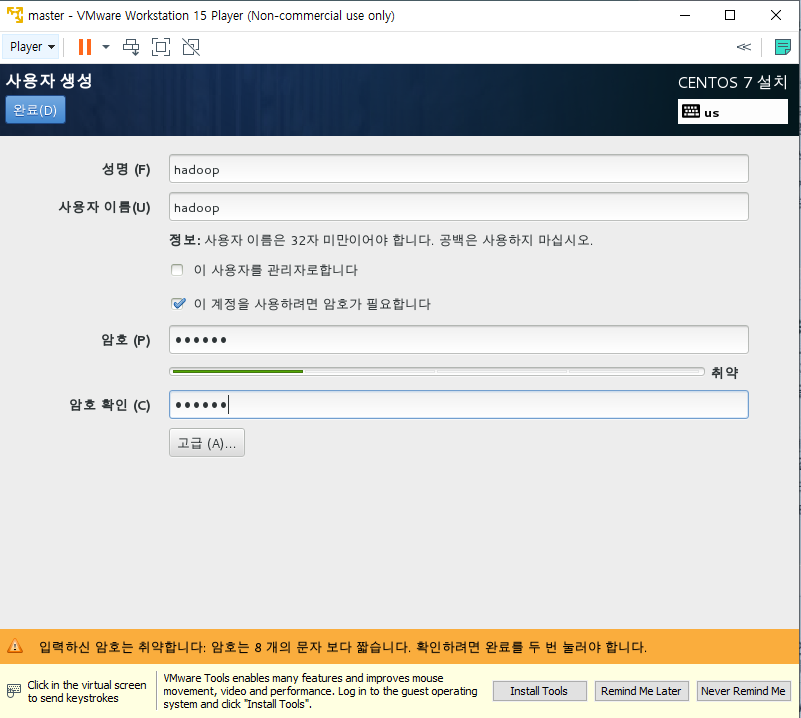 master - VMware Workstation 15 Player (Non-commercial use only)
Player
사용자 생성
CENTOS 7 설치
완료(D)
us
성명 (F)
hadoop
사용자 이름(U)
hadoop
정보: 사용자 이름은 32자 미만이어야 합니다. 공백은 사용하지 마십시오.
이 사용자를 관리자로합니다
이 계정을 사용하려면 암호가 필요합니다
암호 (P)
●●●●●●
취약
암호 확인 (C)
●●●●●●
고급 (A)...
입력하신 암호는 취약합니다: 암호는 8 개의 문자 보다 짧습니다. 확인하려면 완료를 두 번 눌러야 합니다.
Click in the virtual screen
to send keystrokes
VMware Tools enables many features and improves mouse
movement, video and performance. Log in to the guest operating
system and click "Install Tools".
Install Tools
Remind Me Later
Never Remind Me